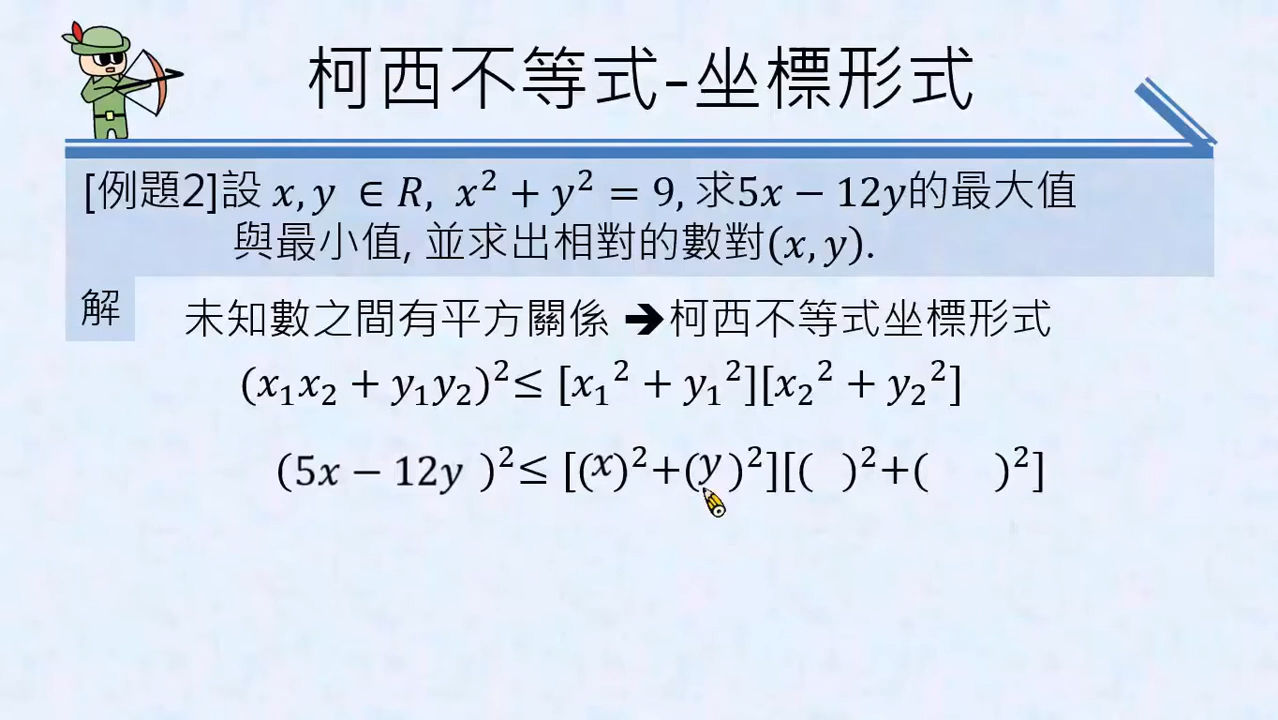 柯西不等式-坐標形式
[例題2]設 x, y ∈ R, x² + y² = 9, 求5x − 12y的最大值
與最小值, 並求出相對的數對(x, y).
解
未知數之間有平方關係 ➔柯西不等式坐標形式
(x₁x₂ + y₁y₂)²≤ [x₁² + y₁²][x₂² + y₂²]
(5x − 12y )²≤ [(x)²+(y )²][( )²+( )²]